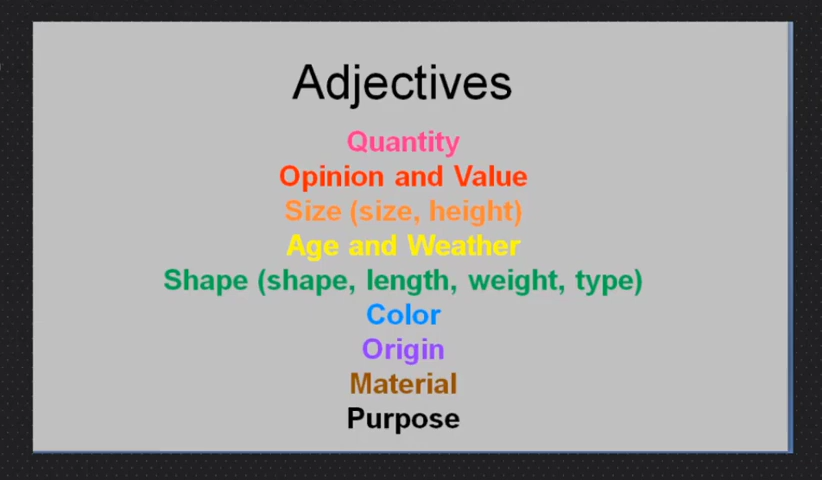 Adjectives
Quantity
Opinion and Value
Size (size, height)
Age and Weather
Shape (shape, length, weight, type)
Color
Origin
Material
Purpose